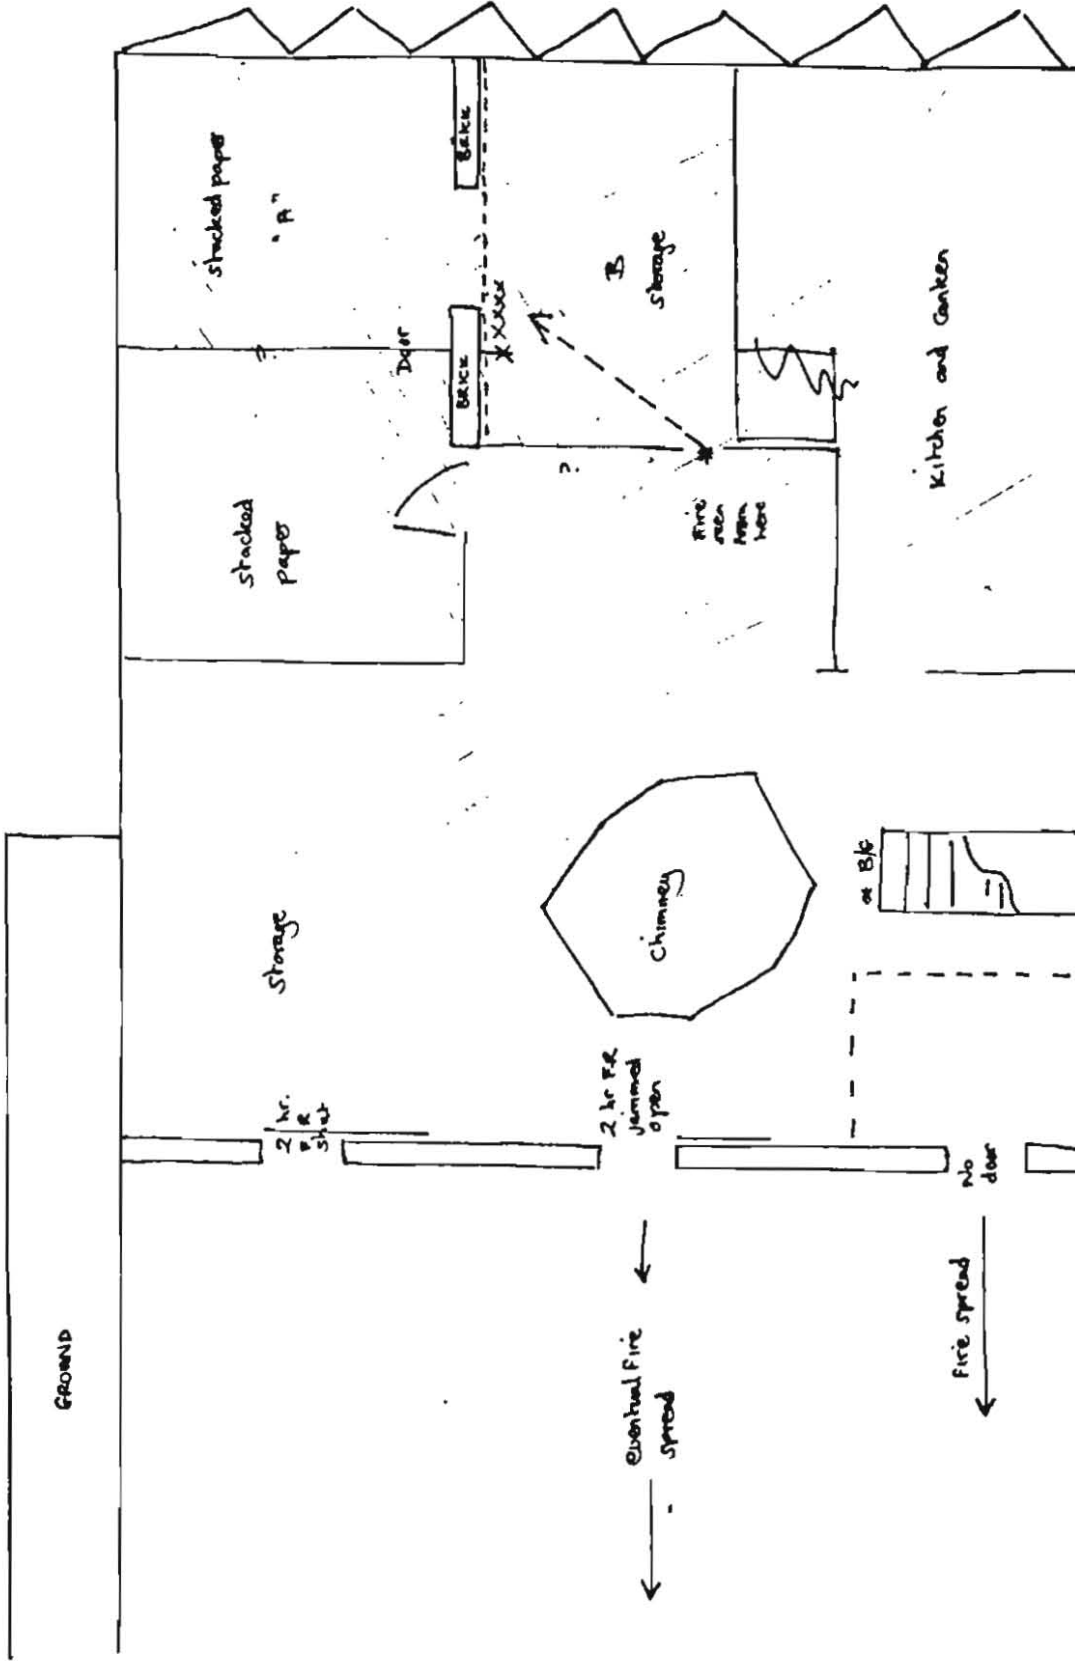 GROUND
stacked paper
"A"
BRICK
Door
BRICK
* xxxx
B
storage
stacked
paper
?
Fire
seen
from
here
Kitchen and Canteen
Storage
Chimney
2 hr.
F R
Shut
2 hr F.R
jammed
open
No
door
eventual Fire
spread
Fire spread